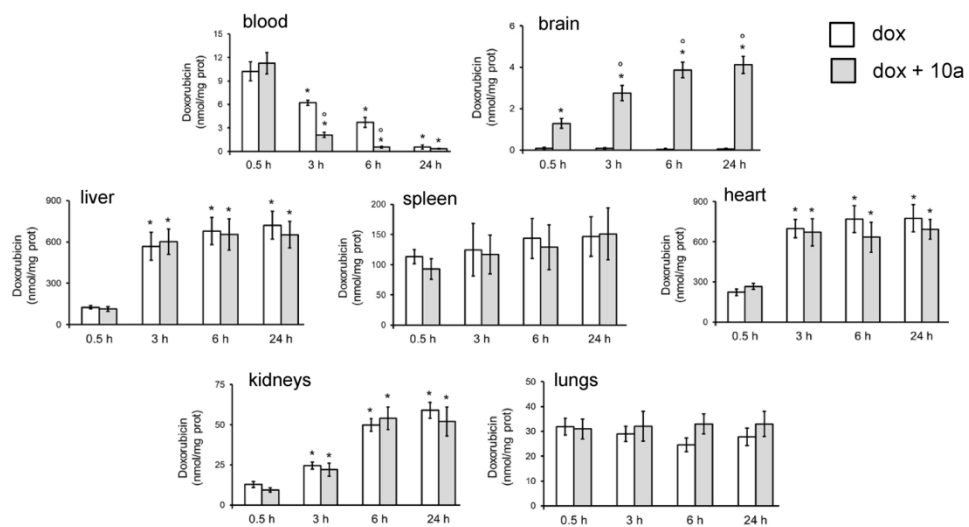 blood
Doxorubicin
(nmol/mg prot)
15
12
9
6
3
0
* * ° * * ° * * *
0.5 h 3 h 6 h 24 h
brain
Doxorubicin
(nmol/mg prot)
6
4
2
0
* ° * ° * ° *
0.5 h 3 h 6 h 24 h
dox
dox + 10a
liver
Doxorubicin
(nmol/mg prot)
900
600
300
0
* * * * * *
0.5 h 3 h 6 h 24 h
spleen
Doxorubicin
(nmol/mg prot)
200
150
100
50
0
0.5 h 3 h 6 h 24 h
heart
Doxorubicin
(nmol/mg prot)
900
600
300
0
* * * * * *
0.5 h 3 h 6 h 24 h
kidneys
Doxorubicin
(nmol/mg prot)
75
50
25
0
* * * * * *
0.5 h 3 h 6 h 24 h
lungs
Doxorubicin
(nmol/mg prot)
50
40
30
20
10
0
0.5 h 3 h 6 h 24 h